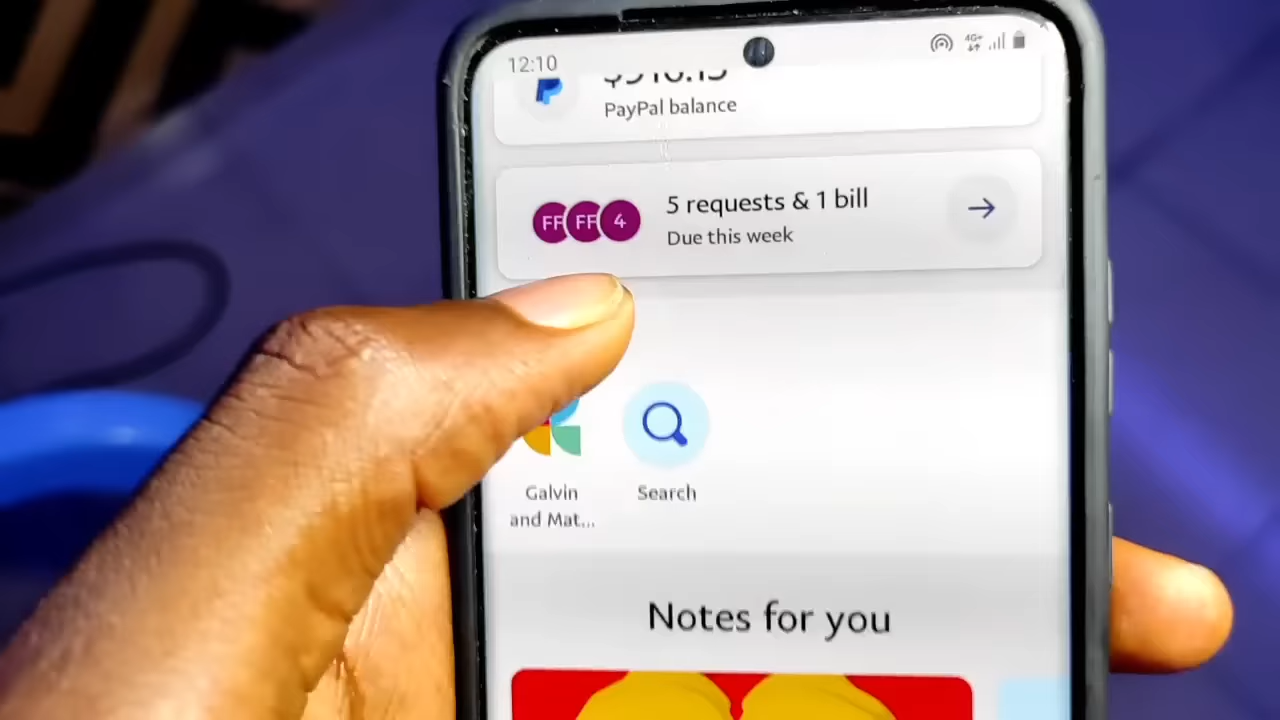 12:10
4G+
PayPal balance
FF FF 4
5 requests & 1 bill
Due this week
Galvin
and Mat...
Search
Notes for you